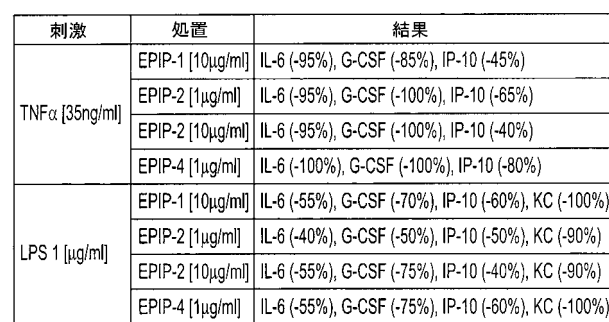 刺激 処置 結果
TNFα [35ng/ml]
EPIP-1 [10μg/ml] IL-6 (-95%), G-CSF (-85%), IP-10 (-45%)
EPIP-2 [1μg/ml] IL-6 (-95%), G-CSF (-100%), IP-10 (-65%)
EPIP-2 [10μg/ml] IL-6 (-95%), G-CSF (-100%), IP-10 (-40%)
EPIP-4 [1μg/ml] IL-6 (-100%), G-CSF (-100%), IP-10 (-80%)
LPS 1 [μg/ml]
EPIP-1 [10μg/ml] IL-6 (-55%), G-CSF (-70%), IP-10 (-60%), KC (-100%)
EPIP-2 [1μg/ml] IL-6 (-40%), G-CSF (-50%), IP-10 (-50%), KC (-90%)
EPIP-2 [10μg/ml] IL-6 (-55%), G-CSF (-75%), IP-10 (-40%), KC (-90%)
EPIP-4 [1μg/ml] IL-6 (-55%), G-CSF (-75%), IP-10 (-60%), KC (-100%)